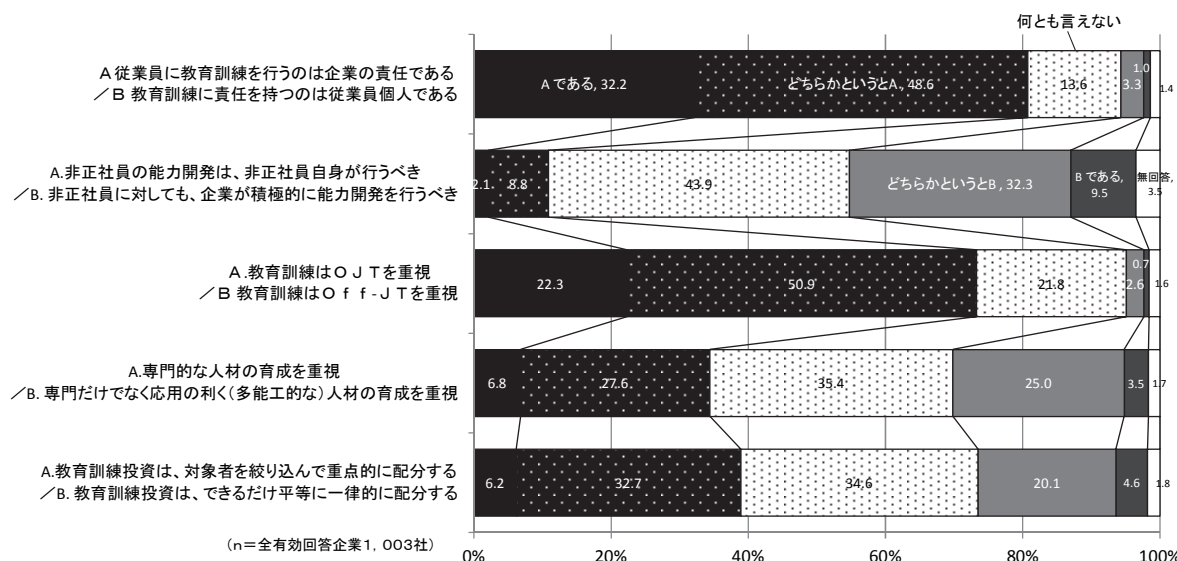 何とも言えない
A 従業員に教育訓練を行うのは企業の責任である
／B 教育訓練に責任を持つのは従業員個人である
A である, 32.2
どちらかというとA , 48.6
13.6
3.3
1.0
1.4
A.非正社員の能力開発は、非正社員自身が行うべき
／B. 非正社員に対しても、企業が積極的に能力開発を行うべき
2.1
8.8
43.9
どちらかというとB , 32.3
B である,
9.5
無回答,
3.5
A .教育訓練はＯＪＴを重視
／B 教育訓練はＯｆｆ-ＪＴを重視
22.3
50.9
21.8
2.6
0.7
1.6
A.専門的な人材の育成を重視
／B. 専門だけでなく応用の利く（多能工的な）人材の育成を重視
6.8
27.6
35.4
25.0
3.5
1.7
A.教育訓練投資は、対象者を絞り込んで重点的に配分する
／B. 教育訓練投資は、できるだけ平等に一律的に配分する
6.2
32.7
34.6
20.1
4.6
1.8
（n＝全有効回答企業１，００３社）
0%
20%
40%
60%
80%
100%